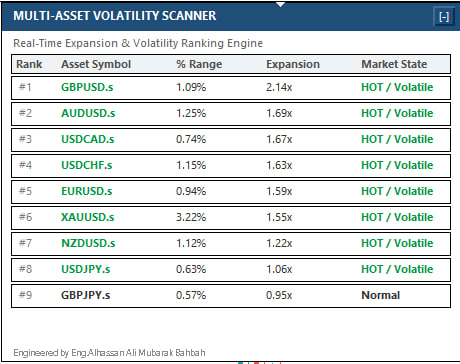 MULTI-ASSET VOLATILITY SCANNER [-]
Real-Time Expansion & Volatility Ranking Engine
Rank Asset Symbol % Range Expansion Market State
#1 GBPUSD.s 1.09% 2.14x HOT / Volatile
#2 AUDUSD.s 1.25% 1.69x HOT / Volatile
#3 USDCAD.s 0.74% 1.67x HOT / Volatile
#4 USDCHF.s 1.15% 1.63x HOT / Volatile
#5 EURUSD.s 0.94% 1.59x HOT / Volatile
#6 XAUUSD.s 3.22% 1.55x HOT / Volatile
#7 NZDUSD.s 1.12% 1.22x HOT / Volatile
#8 USDJPY.s 0.63% 1.06x HOT / Volatile
#9 GBPJPY.s 0.57% 0.95x Normal
Engineered by Eng.Alhassan Ali Mubarak Bahbah